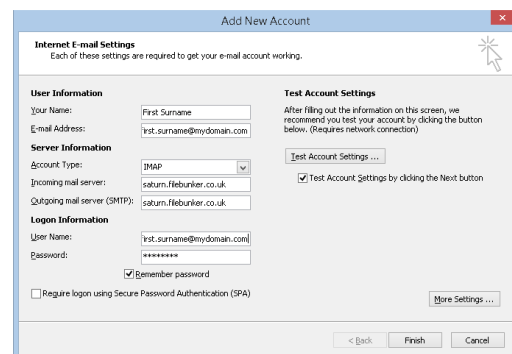 Add New Account
Internet E-mail Settings
Each of these settings are required to get your e-mail account working.
User Information
Your Name: First Surname
E-mail Address: irst.surname@mydomain.com
Server Information
Account Type: IMAP
Incoming mail server: saturn.filebunker.co.uk
Outgoing mail server (SMTP): saturn.filebunker.co.uk
Logon Information
User Name: irst.surname@mydomain.com
Password: ********
Remember password
Require logon using Secure Password Authentication (SPA)
Test Account Settings
After filling out the information on this screen, we
recommend you test your account by clicking the button
below. (Requires network connection)
Test Account Settings ...
Test Account Settings by clicking the Next button
More Settings ...
< Back Finish Cancel